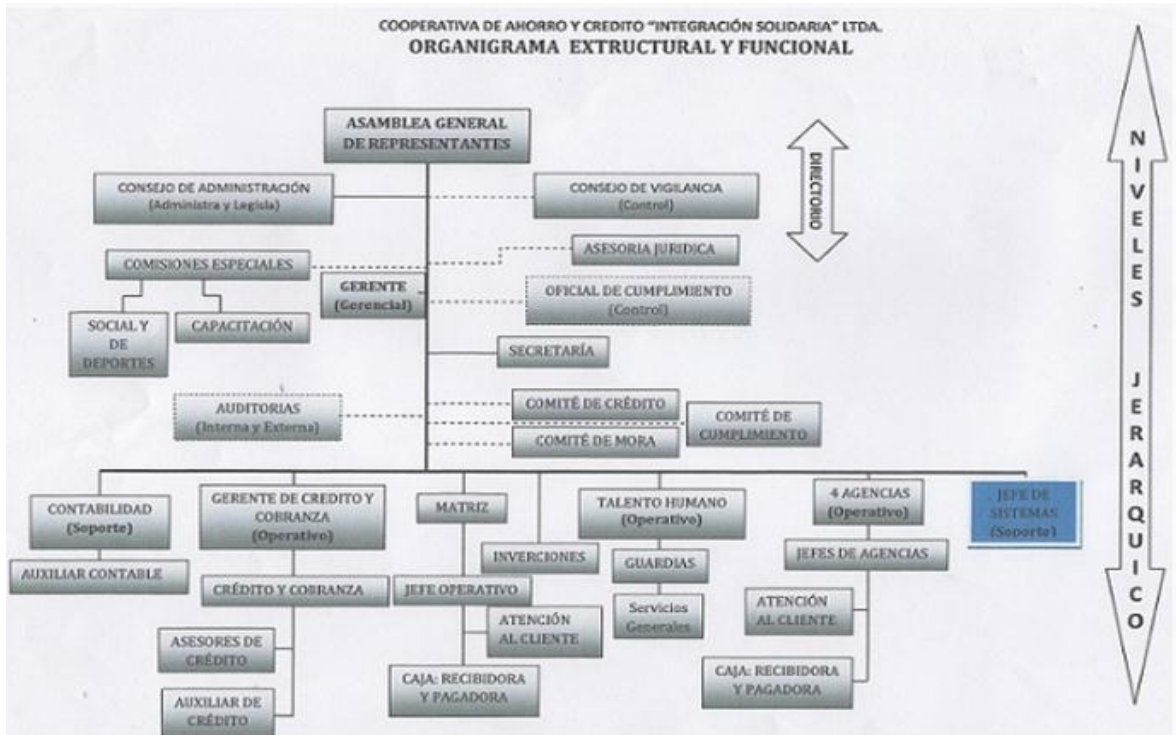 COOPERATIVA DE AHORRO Y CREDITO "INTEGRACIÓN SOLIDARIA" LTDA.
ORGANIGRAMA EXTRUCTURAL Y FUNCIONAL
ASAMBLEA GENERAL
DE REPRESENTANTES
DIRECTORIO
NIVELES JERARQUICO
CONSEJO DE ADMINISTRACIÓN
(Administra y Legisla)
CONSEJO DE VIGILANCIA
(Control)
ASESORIA JURIDICA
COMISIONES ESPECIALES
GERENTE
(Gerencial)
OFICIAL DE CUMPLIMIENTO
(Control)
SOCIAL Y
DE
DEPORTES
CAPACITACIÓN
SECRETARÍA
AUDITORIAS
(Interna y Externa)
COMITÉ DE CRÉDITO
COMITÉ DE
CUMPLIMIENTO
COMITÉ DE MORA
CONTABILIDAD
(Soporte)
AUXILIAR CONTABLE
GERENTE DE CREDITO Y
COBRANZA
(Operativo)
CRÉDITO Y COBRANZA
ASESORES DE
CRÉDITO
AUXILIAR DE
CRÉDITO
MATRIZ
INVERCIONES
JEFE OPERATIVO
ATENCIÓN
AL CLIENTE
CAJA: RECIBIDORA
Y PAGADORA
TALENTO HUMANO
(Operativo)
GUARDIAS
Servicios
Generales
4 AGENCIAS
(Operativo)
JEFES DE AGENCIAS
ATENCIÓN
AL CLIENTE
CAJA: RECIBIDORA
Y PAGADORA
JEFE DE
SISTEMAS
(Soporte)